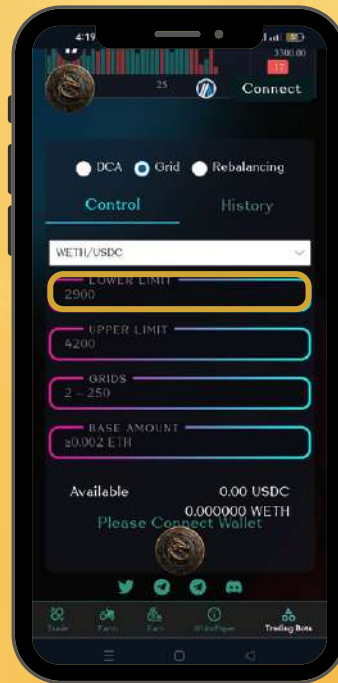 4:19
3300.00
17
25
Connect
DCA Grid Rebalancing
Control History
WETH/USDC
LOWER LIMIT
2900
UPPER LIMIT
4200
GRIDS
2 - 250
BASE AMOUNT
≥0.002 ETH
Available 0.00 USDC
0.000000 WETH
Please Connect Wallet
Trade Farm Earn WhitePaper Trading Bots